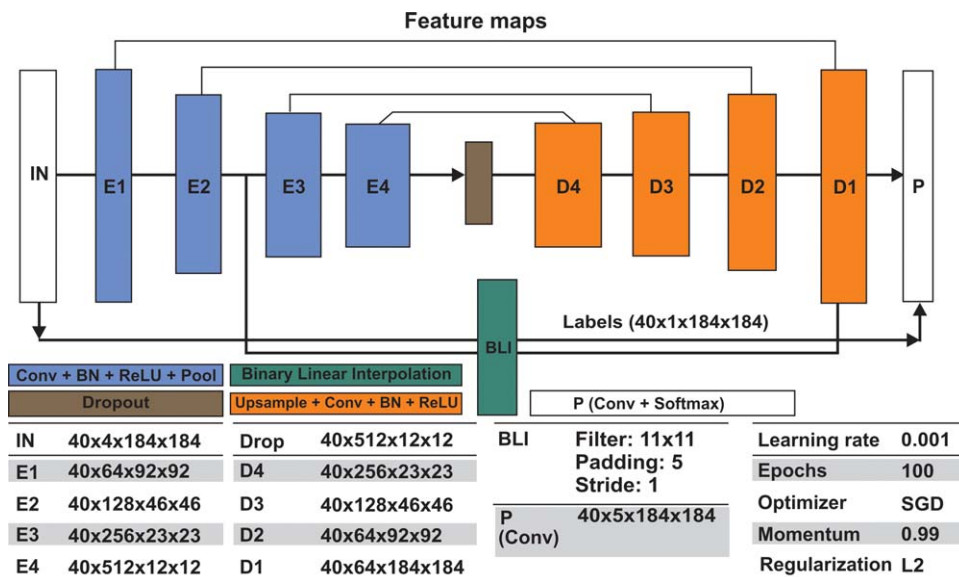 Feature maps
IN
E1
E2
E3
E4
D4
D3
D2
D1
P
Labels (40x1x184x184)
BLI
Conv + BN + ReLU + Pool
Binary Linear Interpolation
Dropout
Upsample + Conv + BN + ReLU
P (Conv + Softmax)
IN 40x4x184x184
E1 40x64x92x92
E2 40x128x46x46
E3 40x256x23x23
E4 40x512x12x12
Drop 40x512x12x12
D4 40x256x23x23
D3 40x128x46x46
D2 40x64x92x92
D1 40x64x184x184
BLI Filter: 11x11
Padding: 5
Stride: 1
P 40x5x184x184
(Conv)
Learning rate 0.001
Epochs 100
Optimizer SGD
Momentum 0.99
Regularization L2